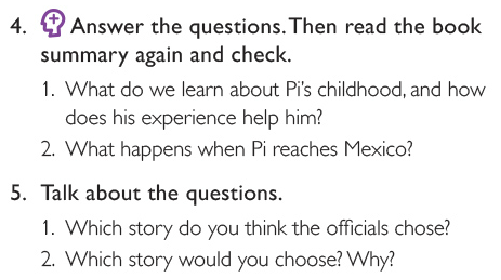 4. Answer the questions. Then read the book
summary again and check.
1. What do we learn about Pi's childhood, and how
does his experience help him?
2. What happens when Pi reaches Mexico?
5. Talk about the questions.
1. Which story do you think the officials chose?
2. Which story would you choose? Why?